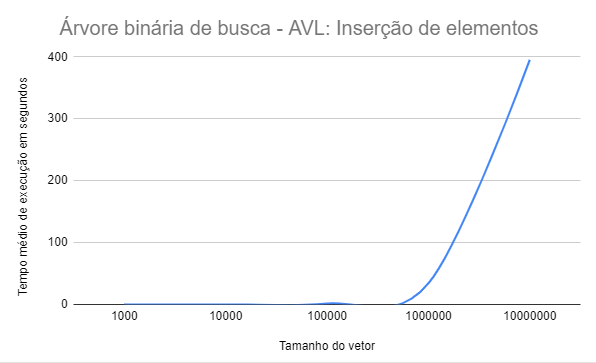 Árvore binária de busca - AVL: Inserção de elementos
Tempo médio de execução em segundos
400
300
200
100
0
1000 10000 100000 1000000 10000000
Tamanho do vetor